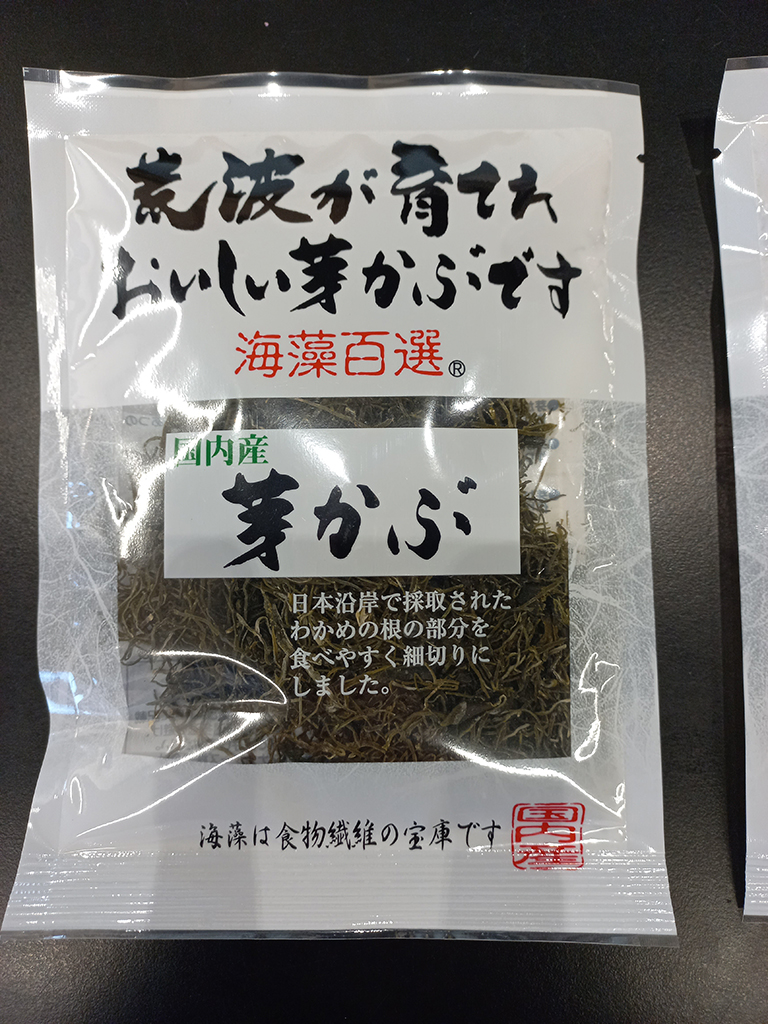 荒波が育てた
おいしい芽かぶです
海藻百選®
国内産
芽かぶ
日本沿岸で採取された
わかめの根の部分を
食べやすく細切りに
しました。
海藻は食物繊維の宝庫です
国内産